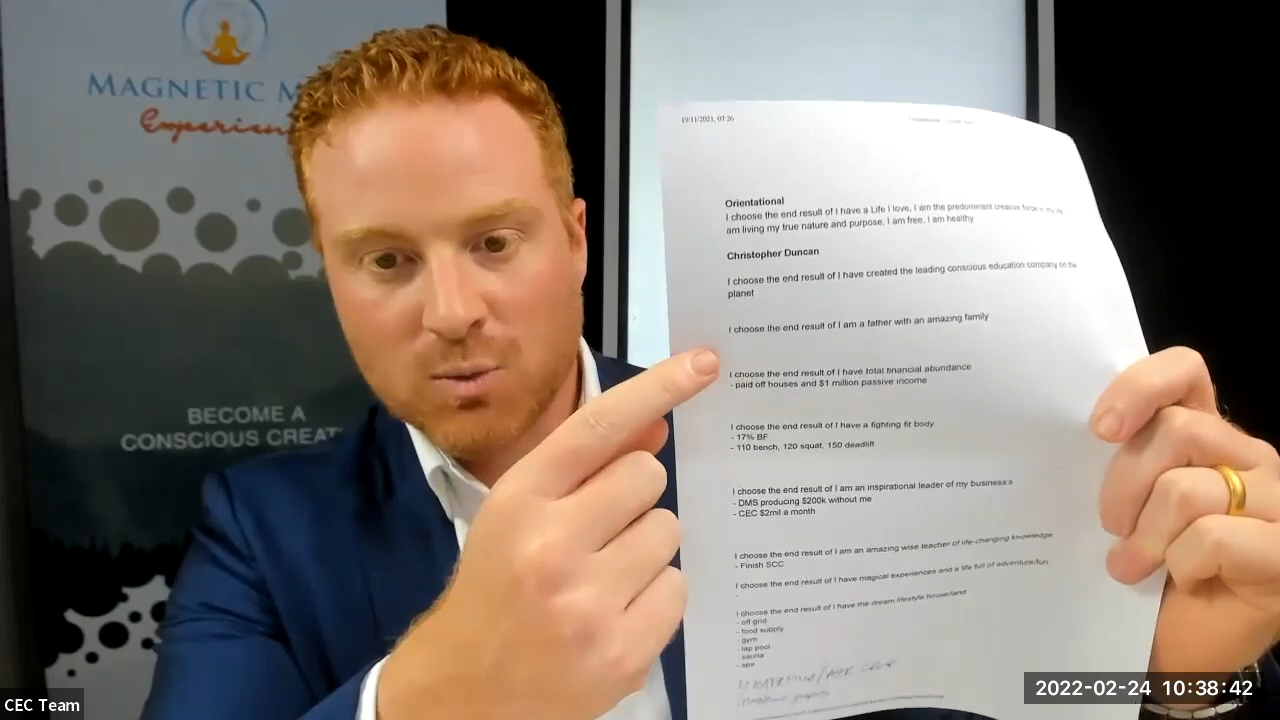 MAGNETIC M
Experien
BECOME A
CONSCIOUS CREAT
19/11/2021, 07:26
Orientational
I choose the end result of I have a Life I love, I am the predominant creative force in my life
am living my true nature and purpose, I am free, I am healthy
Christopher Duncan
I choose the end result of I have created the leading conscious education company on the
planet
I choose the end result of I am a father with an amazing family
I choose the end result of I have total financial abundance
- paid off houses and $1 million passive income
I choose the end result of I have a fighting fit body
- 17% BF
- 110 bench, 120 squat, 150 deadlift
I choose the end result of I am an inspirational leader of my business's
- DMS producing $200k without me
- CEC $2mil a month
I choose the end result of I am an amazing wise teacher of life-changing knowledge
- Finish SCC
I choose the end result of I have magical experiences and a life full of adventure/fun
-
I choose the end result of I have the dream lifestyle house/land
- off grid
- food supply
- gym
- lap pool
- sauna
- spa
CEC Team
2022-02-24 10:38:42